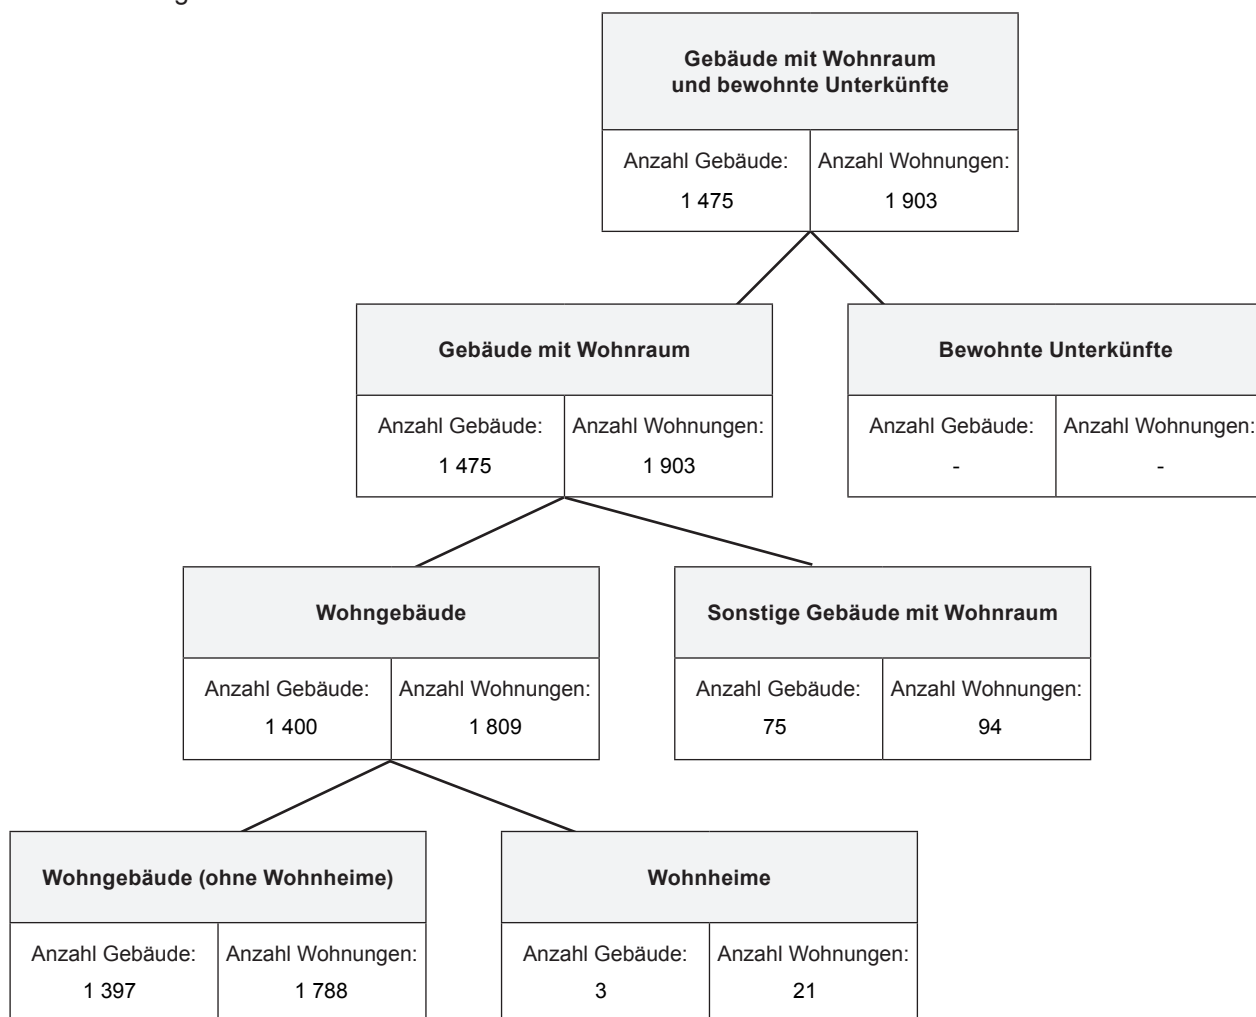 Gebäude mit Wohnraum
und bewohnte Unterkünfte
Anzahl Gebäude: Anzahl Wohnungen:
1 475 1 903
Gebäude mit Wohnraum Bewohnte Unterkünfte
Anzahl Gebäude: Anzahl Wohnungen: Anzahl Gebäude: Anzahl Wohnungen:
1 475 1 903 - -
Wohngebäude Sonstige Gebäude mit Wohnraum
Anzahl Gebäude: Anzahl Wohnungen: Anzahl Gebäude: Anzahl Wohnungen:
1 400 1 809 75 94
Wohngebäude (ohne Wohnheime) Wohnheime
Anzahl Gebäude: Anzahl Wohnungen: Anzahl Gebäude: Anzahl Wohnungen:
1 397 1 788 3 21